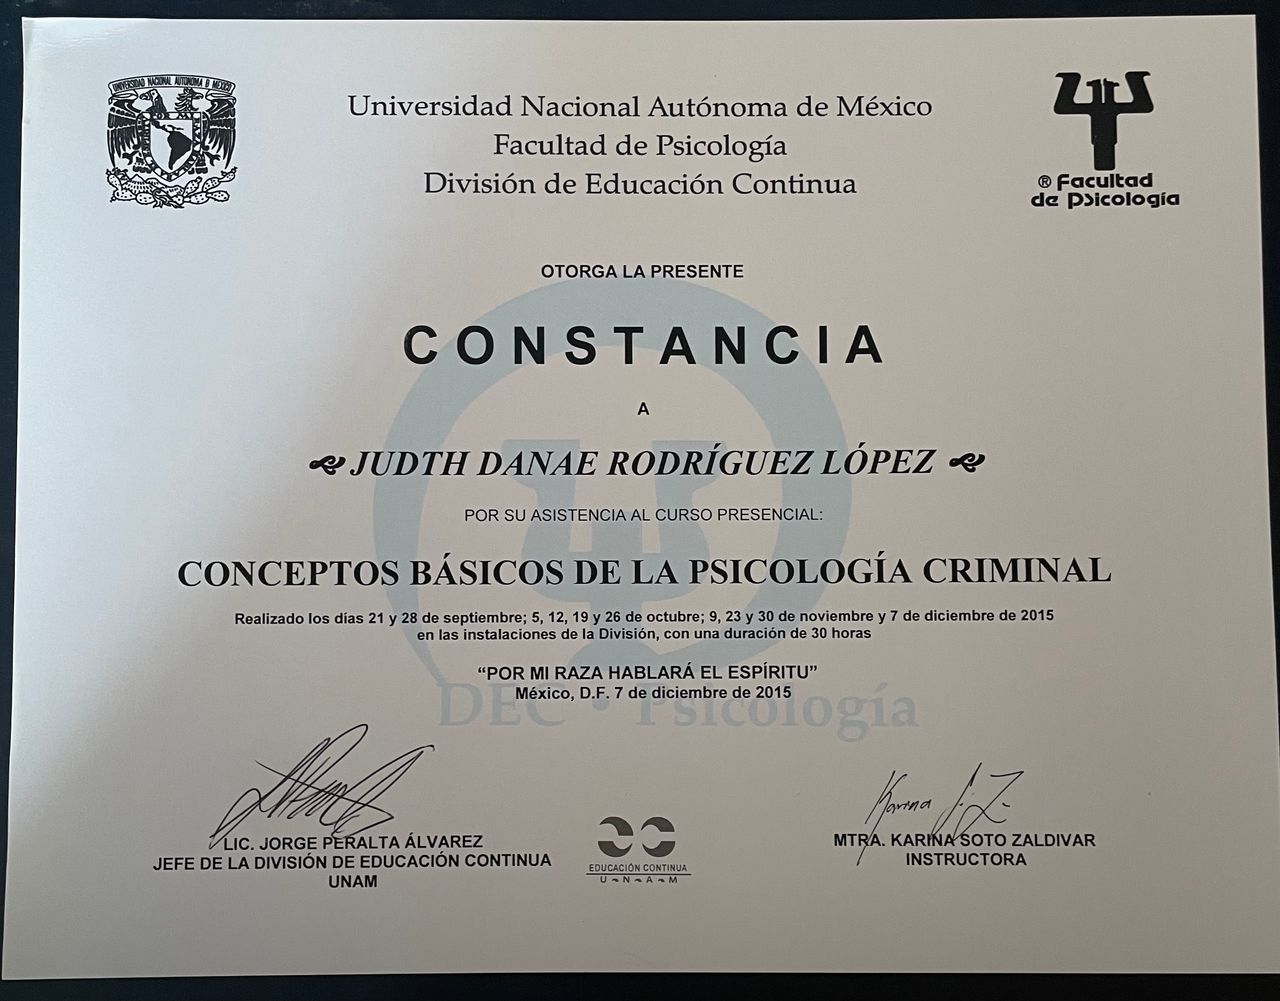 UNIVERSIDAD NACIONAL AUTONOMA D MEXICO
Universidad Nacional Autónoma de México
Facultad de Psicología
División de Educación Continua
® Facultad
de Psicología
OTORGA LA PRESENTE
CONSTANCIA
A
JUDTH DANAE RODRÍGUEZ LÓPEZ
POR SU ASISTENCIA AL CURSO PRESENCIAL:
CONCEPTOS BÁSICOS DE LA PSICOLOGÍA CRIMINAL
Realizado los días 21 y 28 de septiembre; 5, 12, 19 y 26 de octubre; 9, 23 y 30 de noviembre y 7 de diciembre de 2015
en las instalaciones de la División, con una duración de 30 horas
“POR MI RAZA HABLARÁ EL ESPÍRITU”
México, D.F. 7 de diciembre de 2015
DEC • Psicología
Karina S. Z.
LIC. JORGE PERALTA ÁLVAREZ
JEFE DE LA DIVISIÓN DE EDUCACIÓN CONTINUA
UNAM
EDUCACIÓN CONTINUA
U N A M
MTRA. KARINA SOTO ZALDIVAR
INSTRUCTORA